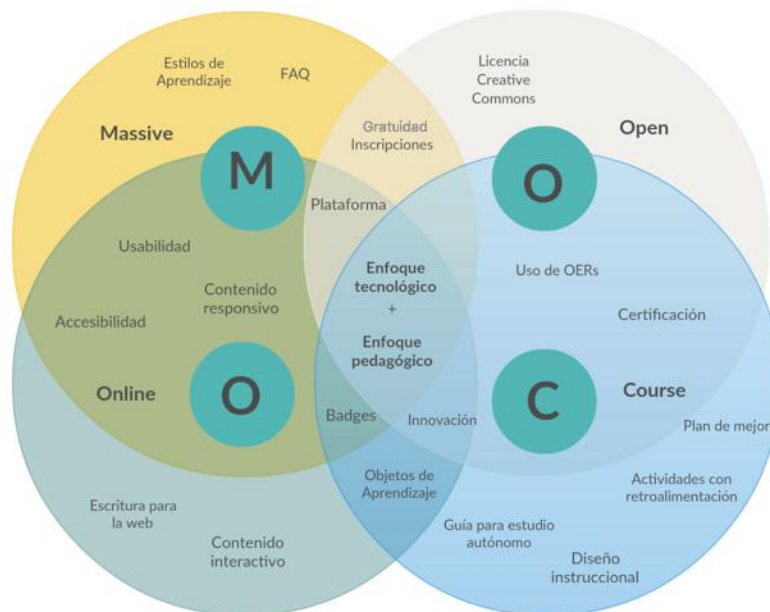 Estilos de
Aprendizaje
FAQ
Licencia
Creative
Commons
Massive
Gratuidad
Inscripciones
Open
M
O
Plataforma
Usabilidad
Enfoque
tecnológico
+
Enfoque
pedagógico
Uso de OERs
Contenido
responsivo
Accesibilidad
Certificación
Online
O
C
Course
Badges
Innovación
Plan de mejor
Objetos de
Aprendizaje
Actividades con
retroalimentación
Escritura para
la web
Guía para estudio
autónomo
Contenido
interactivo
Diseño
instruccional